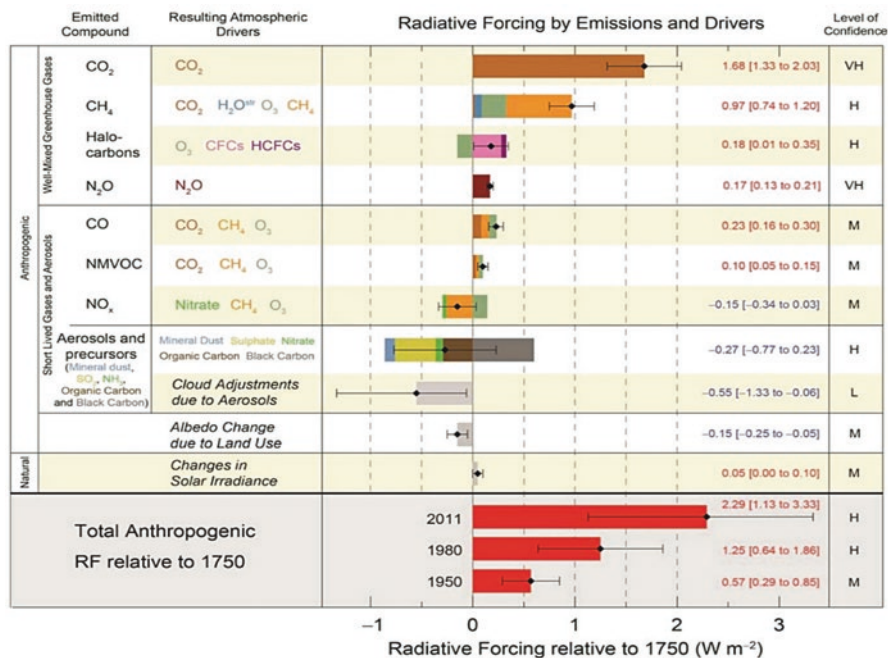 Emitted Compound
Resulting Atmospheric Drivers
Radiative Forcing by Emissions and Drivers
Level of Confidence
Anthropogenic
Well-Mixed Greenhouse Gases
CO₂
CO₂
1.68 [1.33 to 2.03]
VH
CH₄
CO₂ H₂Oˢᵗʳ O₃ CH₄
0.97 [0.74 to 1.20]
H
Halo-
carbons
O₃ CFCs HCFCs
0.18 [0.01 to 0.35]
H
N₂O
N₂O
0.17 [0.13 to 0.21]
VH
Short Lived Gases and Aerosols
CO
CO₂ CH₄ O₃
0.23 [0.16 to 0.30]
M
NMVOC
CO₂ CH₄ O₃
0.10 [0.05 to 0.15]
M
NOₓ
Nitrate CH₄ O₃
−0.15 [−0.34 to 0.03]
M
Aerosols and
precursors
(Mineral dust,
SO₂, NH₃,
Organic Carbon
and Black Carbon)
Mineral Dust Sulphate Nitrate
Organic Carbon Black Carbon
−0.27 [−0.77 to 0.23]
H
Cloud Adjustments
due to Aerosols
−0.55 [−1.33 to −0.06]
L
Albedo Change
due to Land Use
−0.15 [−0.25 to −0.05]
M
Natural
Changes in
Solar Irradiance
0.05 [0.00 to 0.10]
M
Total Anthropogenic
RF relative to 1750
2011
2.29 [1.13 to 3.33]
H
1980
1.25 [0.64 to 1.86]
H
1950
0.57 [0.29 to 0.85]
M
−1 0 1 2 3
Radiative Forcing relative to 1750 (W m⁻²)